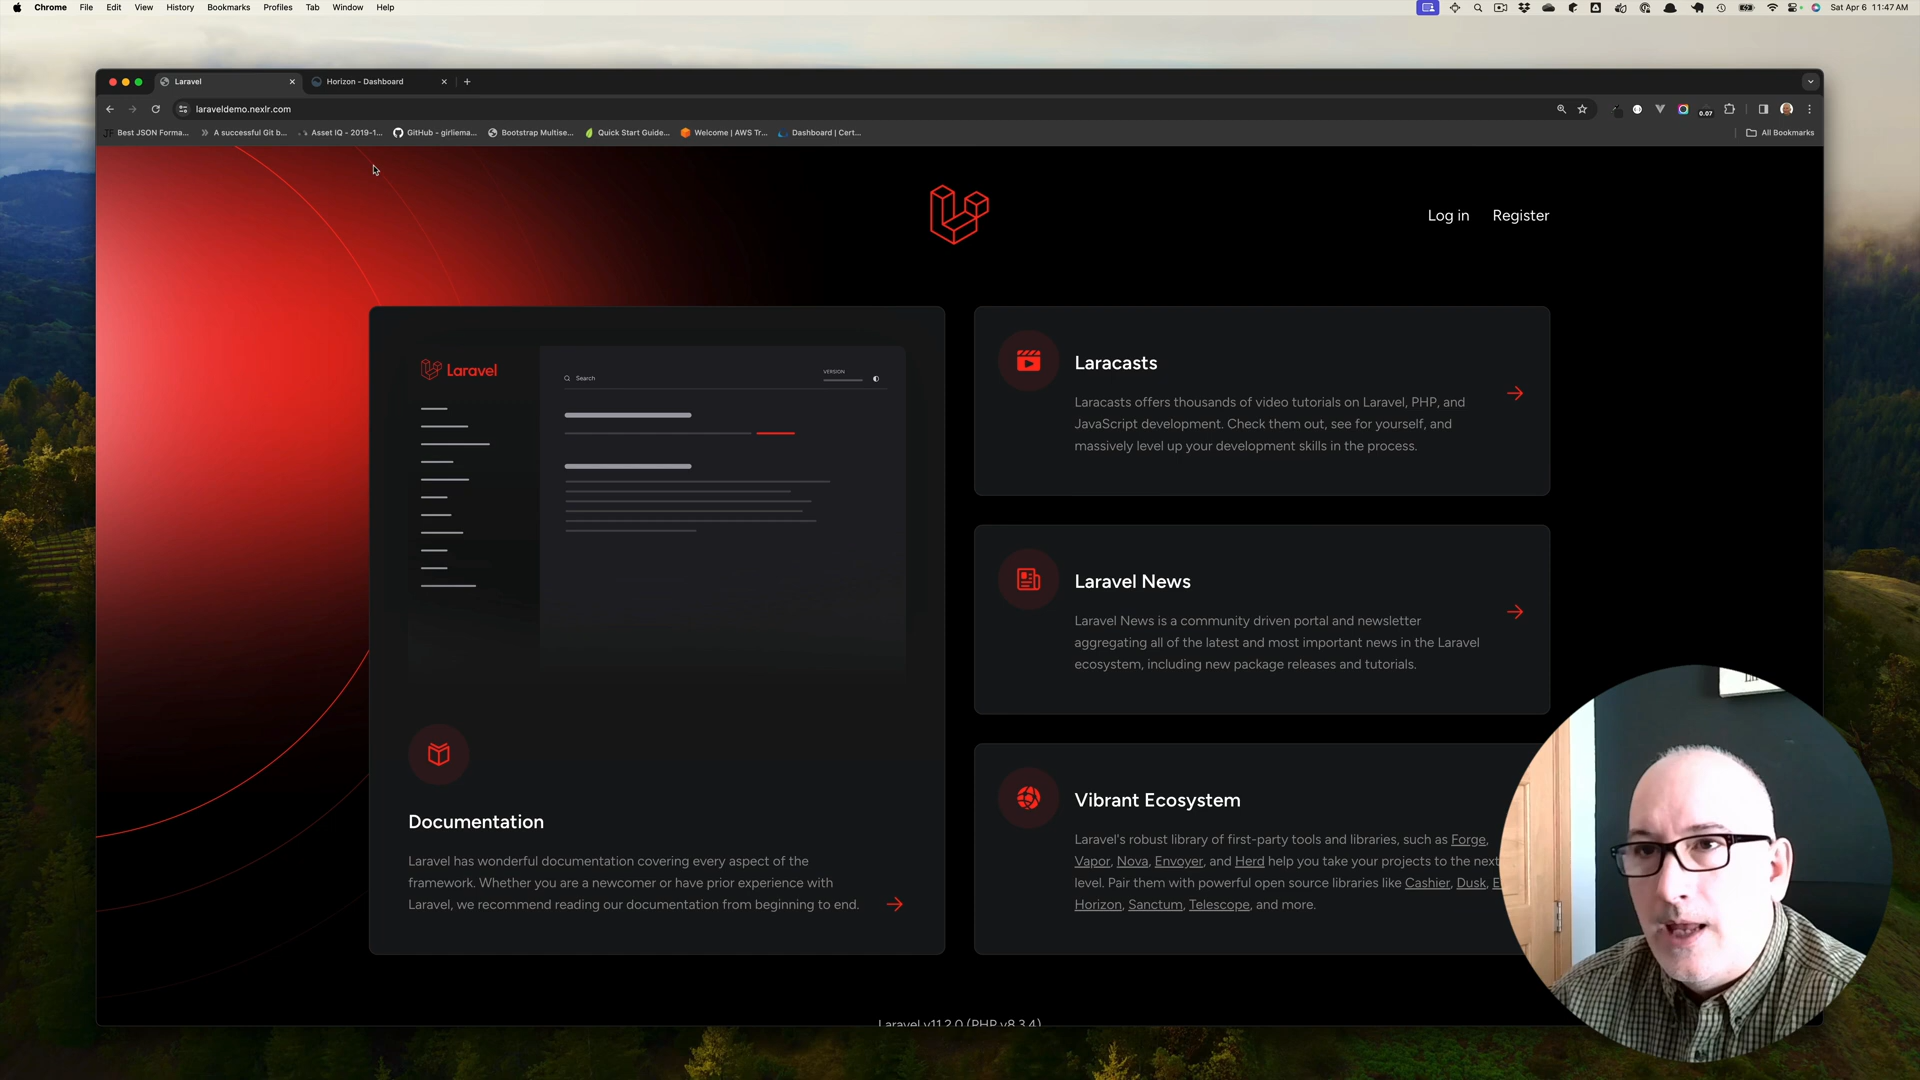 Chrome File Edit View History Bookmarks Profiles Tab Window Help
Sat Apr 6 11:47 AM
Laravel
Horizon - Dashboard
laraveldemo.nexlr.com
0.07
Best JSON Forma...
A successful Git b...
Asset IQ - 2019-1...
GitHub - girliema...
Bootstrap Multise...
Quick Start Guide...
Welcome | AWS Tr...
Dashboard | Cert...
All Bookmarks
Log in Register
Laravel
Search
VERSION
Documentation
Laravel has wonderful documentation covering every aspect of the
framework. Whether you are a newcomer or have prior experience with
Laravel, we recommend reading our documentation from beginning to end.
Laracasts
Laracasts offers thousands of video tutorials on Laravel, PHP, and
JavaScript development. Check them out, see for yourself, and
massively level up your development skills in the process.
Laravel News
Laravel News is a community driven portal and newsletter
aggregating all of the latest and most important news in the Laravel
ecosystem, including new package releases and tutorials.
Vibrant Ecosystem
Laravel's robust library of first-party tools and libraries, such as Forge,
Vapor, Nova, Envoyer, and Herd help you take your projects to the next
level. Pair them with powerful open source libraries like Cashier, Dusk, E
Horizon, Sanctum, Telescope, and more.
Laravel v11.2.0 (PHP v8.3.4)